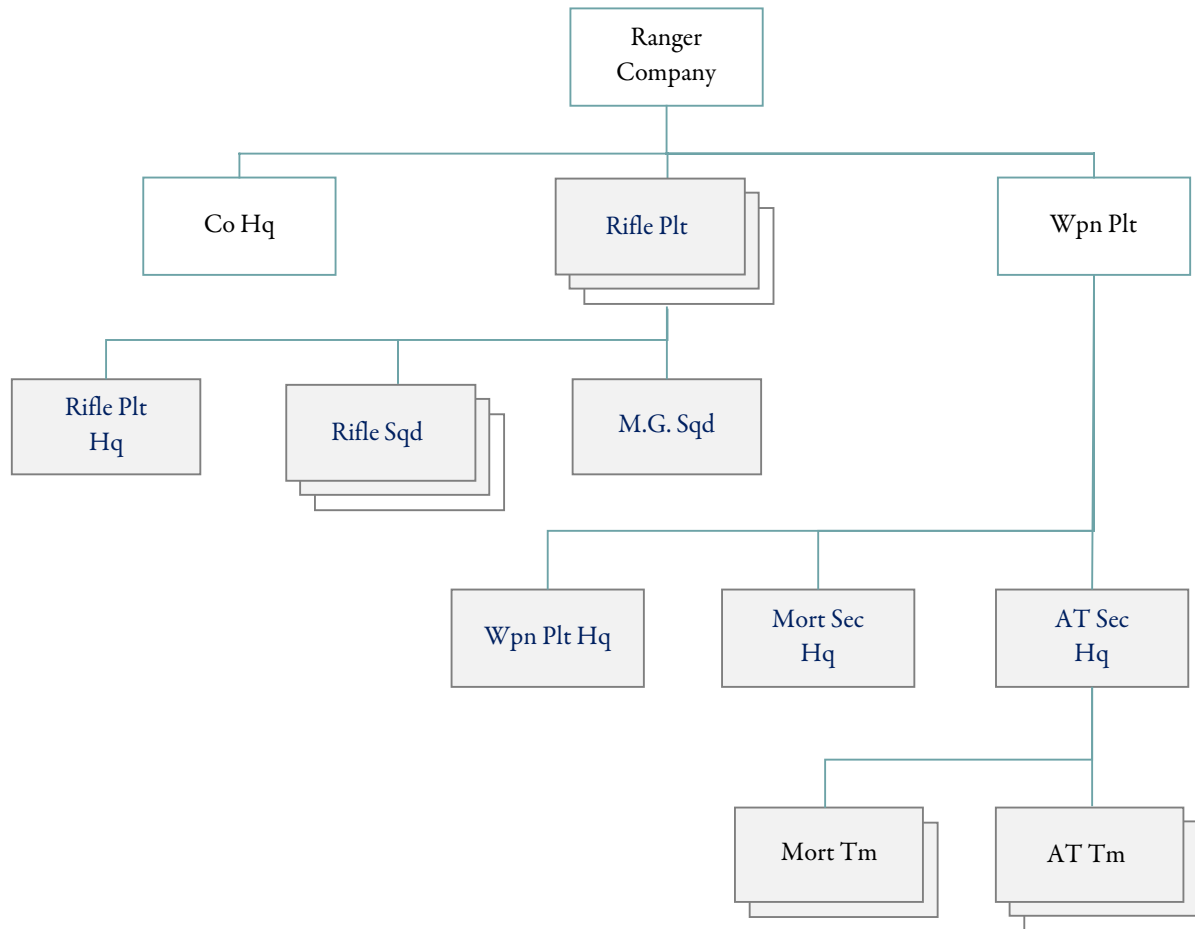 Ranger
Company
Co Hq
Rifle Plt
Wpn Plt
Rifle Plt
Hq
Rifle Sqd
M.G. Sqd
Wpn Plt Hq
Mort Sec
Hq
AT Sec
Hq
Mort Tm
AT Tm